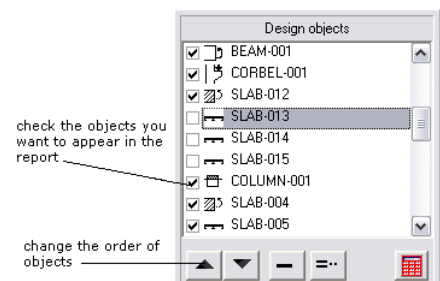 Design objects
BEAM-001
CORBEL-001
SLAB-012
SLAB-013
SLAB-014
SLAB-015
COLUMN-001
SLAB-004
SLAB-005
check the objects you
want to appear in the
report
change the order of
objects